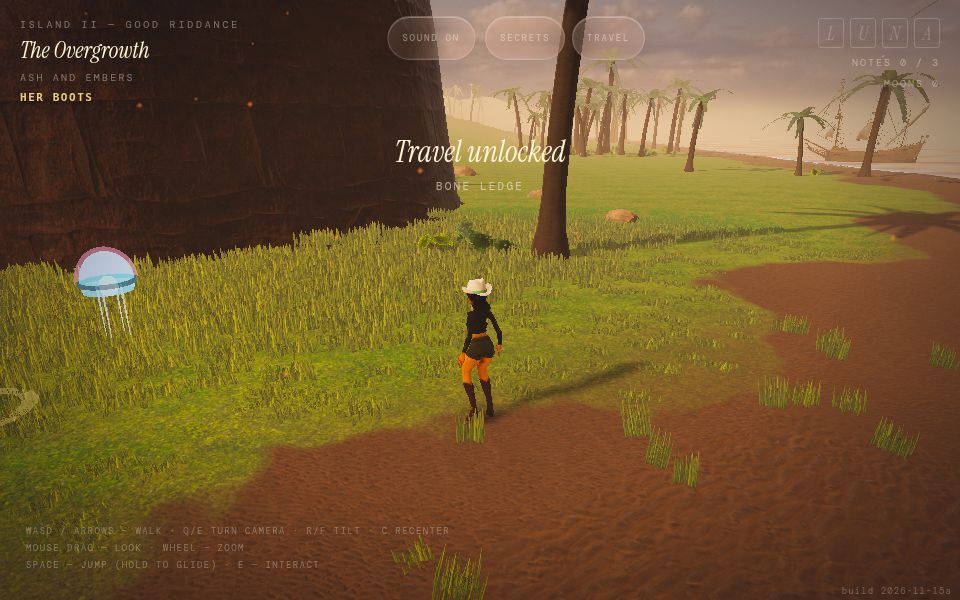 ISLAND II — GOOD RIDDANCE
The Overgrowth
ASH AND EMBERS
HER BOOTS
SOUND ON
SECRETS
TRAVEL
L U N A
NOTES 0 / 3
MOONS 0
Travel unlocked
BONE LEDGE
WASD / ARROWS — WALK · Q/E TURN CAMERA · R/F TILT · C RECENTER
MOUSE DRAG — LOOK · WHEEL — ZOOM
SPACE — JUMP (HOLD TO GLIDE) · E — INTERACT
build 2026-11-15a